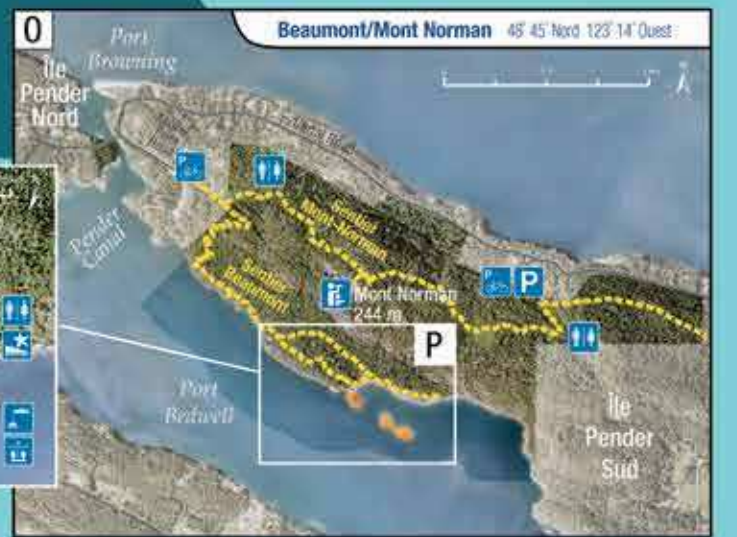 O
Beaumont/Mont Norman 48° 45' Nord 123° 14' Ouest
Port
Browning
Île
Pender
Nord
P
Pender
Canal
Sentier
Mont-Norman
Sentier
Beaumont
P
P
Mont Norman
244 m
P
Port
Bedwell
Île
Pender
Sud